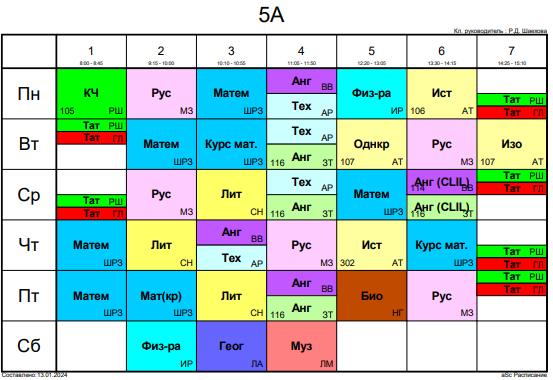 5А
Кл. руководитель : Р.Д. Шаехова
1 2 3 4 5 6 7
8:00 - 8:45 9:15 - 10:00 10:10 - 10:55 11:05 - 11:50 12:20 - 13:05 13:30 - 14:15 14:25 - 15:10
Пн
КЧ 105 РШ
Рус МЗ
Матем ШРЗ
Анг ВВ
Тех АР
Физ-ра ИР
Ист 106 АТ
Тат РШ
Тат ГЛ
Вт
Тат РШ
Тат ГЛ
Матем ШРЗ
Курс мат. ШРЗ
Тех АР
Анг 116 ЗТ
Однкр 107 АТ
Рус МЗ
Изо 107 АТ
Ср
Тат РШ
Тат ГЛ
Рус МЗ
Лит СН
Тех АР
Анг 116 ЗТ
Матем ШРЗ
Анг (CLIL) 114 ВВ
Анг (CLIL) 116 ЗТ
Тат РШ
Тат ГЛ
Чт
Матем ШРЗ
Лит СН
Анг ВВ
Тех АР
Рус МЗ
Ист 302 АТ
Курс мат. ШРЗ
Тат РШ
Тат ГЛ
Пт
Матем ШРЗ
Мат(кр) ШРЗ
Лит СН
Анг ВВ
Анг 116 ЗТ
Био НГ
Рус МЗ
Тат РШ
Тат ГЛ
Сб
Физ-ра ИР
Геог ЛА
Муз ЛМ
Составлено: 13.01.2024
aSc Расписание